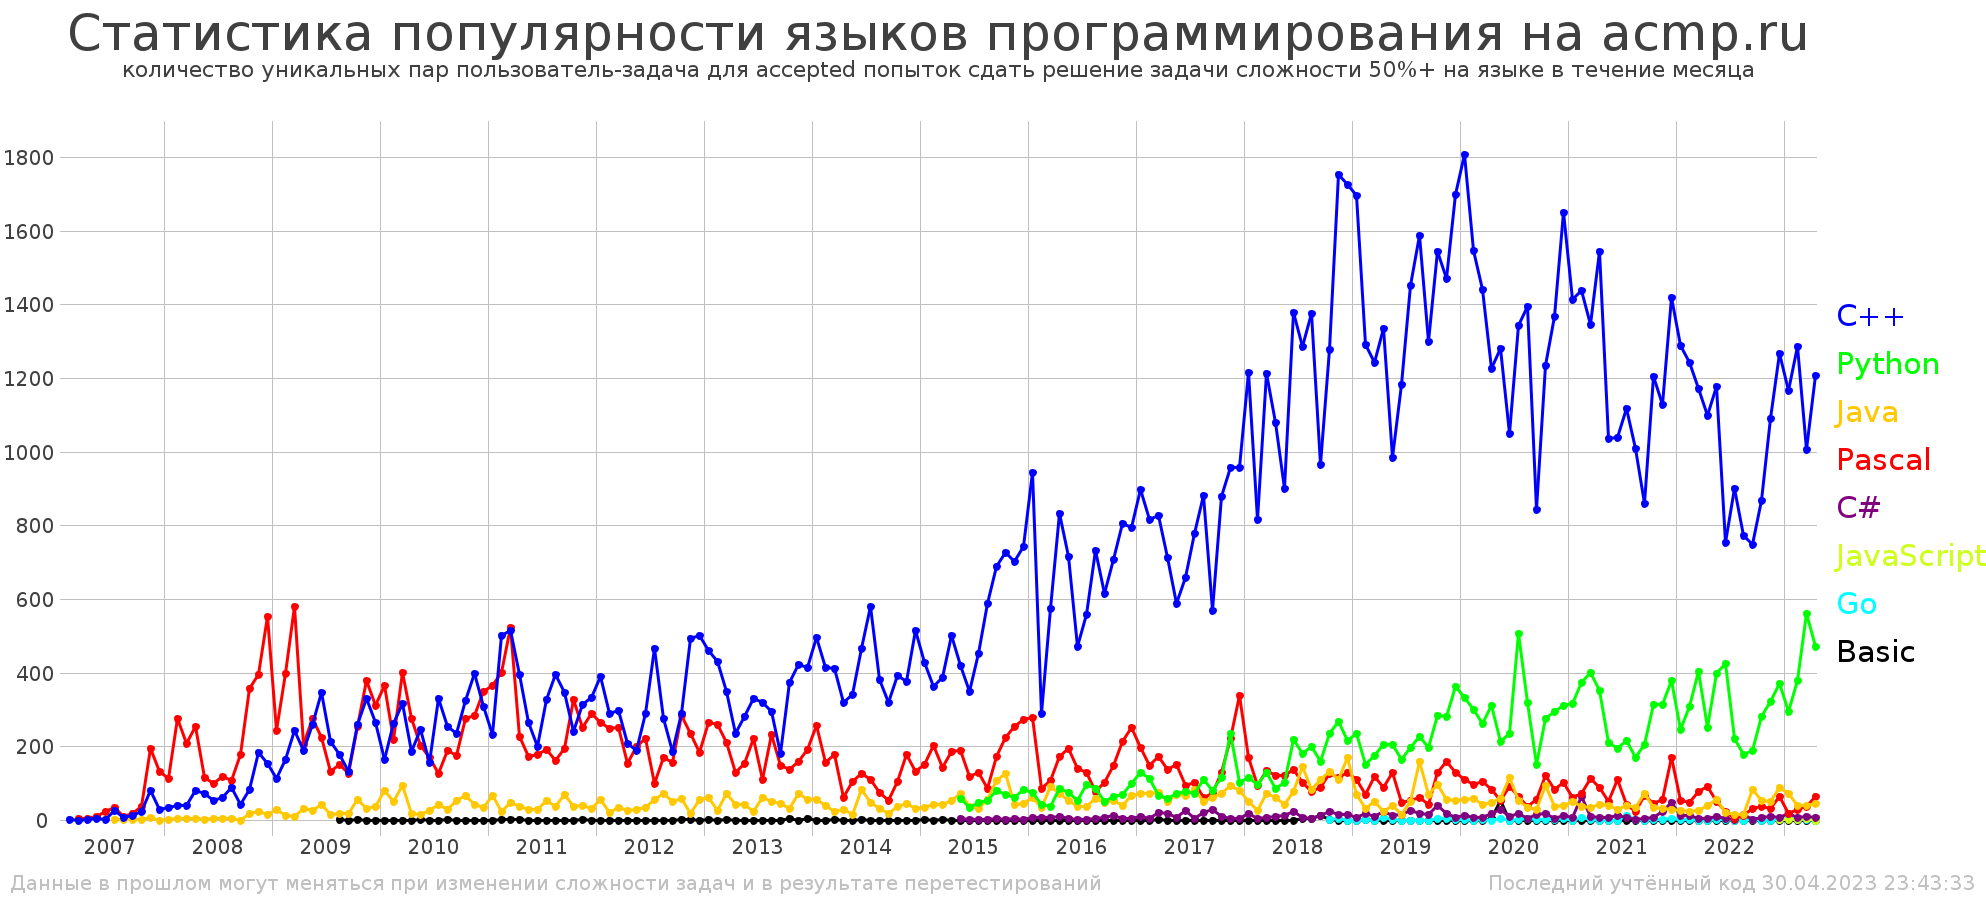 Статистика популярности языков программирования на acmp.ru
количество уникальных пар пользователь-задача для accepted попыток сдать решение задачи сложности 50%+ на языке в течение месяца
1800
1600
1400
1200
1000
800
600
400
200
0
C++
Python
Java
Pascal
C#
JavaScript
Go
Basic
2007 2008 2009 2010 2011 2012 2013 2014 2015 2016 2017 2018 2019 2020 2021 2022
Данные в прошлом могут меняться при изменении сложности задач и в результате перетестирований
Последний учтённый код 30.04.2023 23:43:33